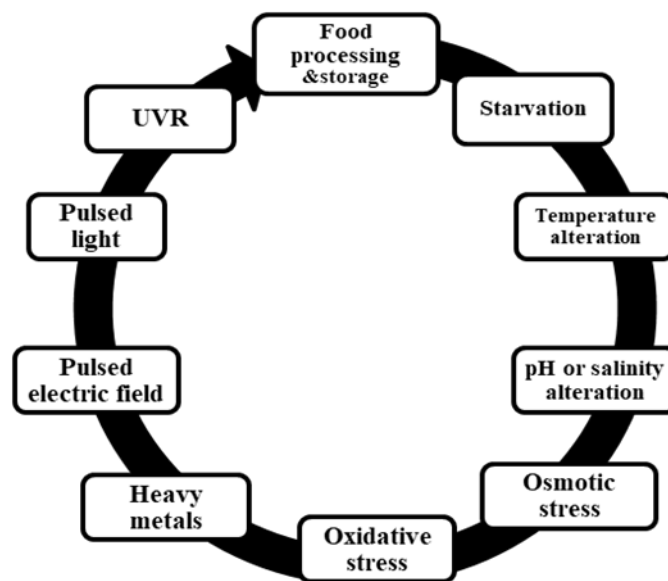 Food
processing
&storage
Starvation
Temperature
alteration
pH or salinity
alteration
Osmotic
stress
Oxidative
stress
Heavy
metals
Pulsed
electric field
Pulsed
light
UVR